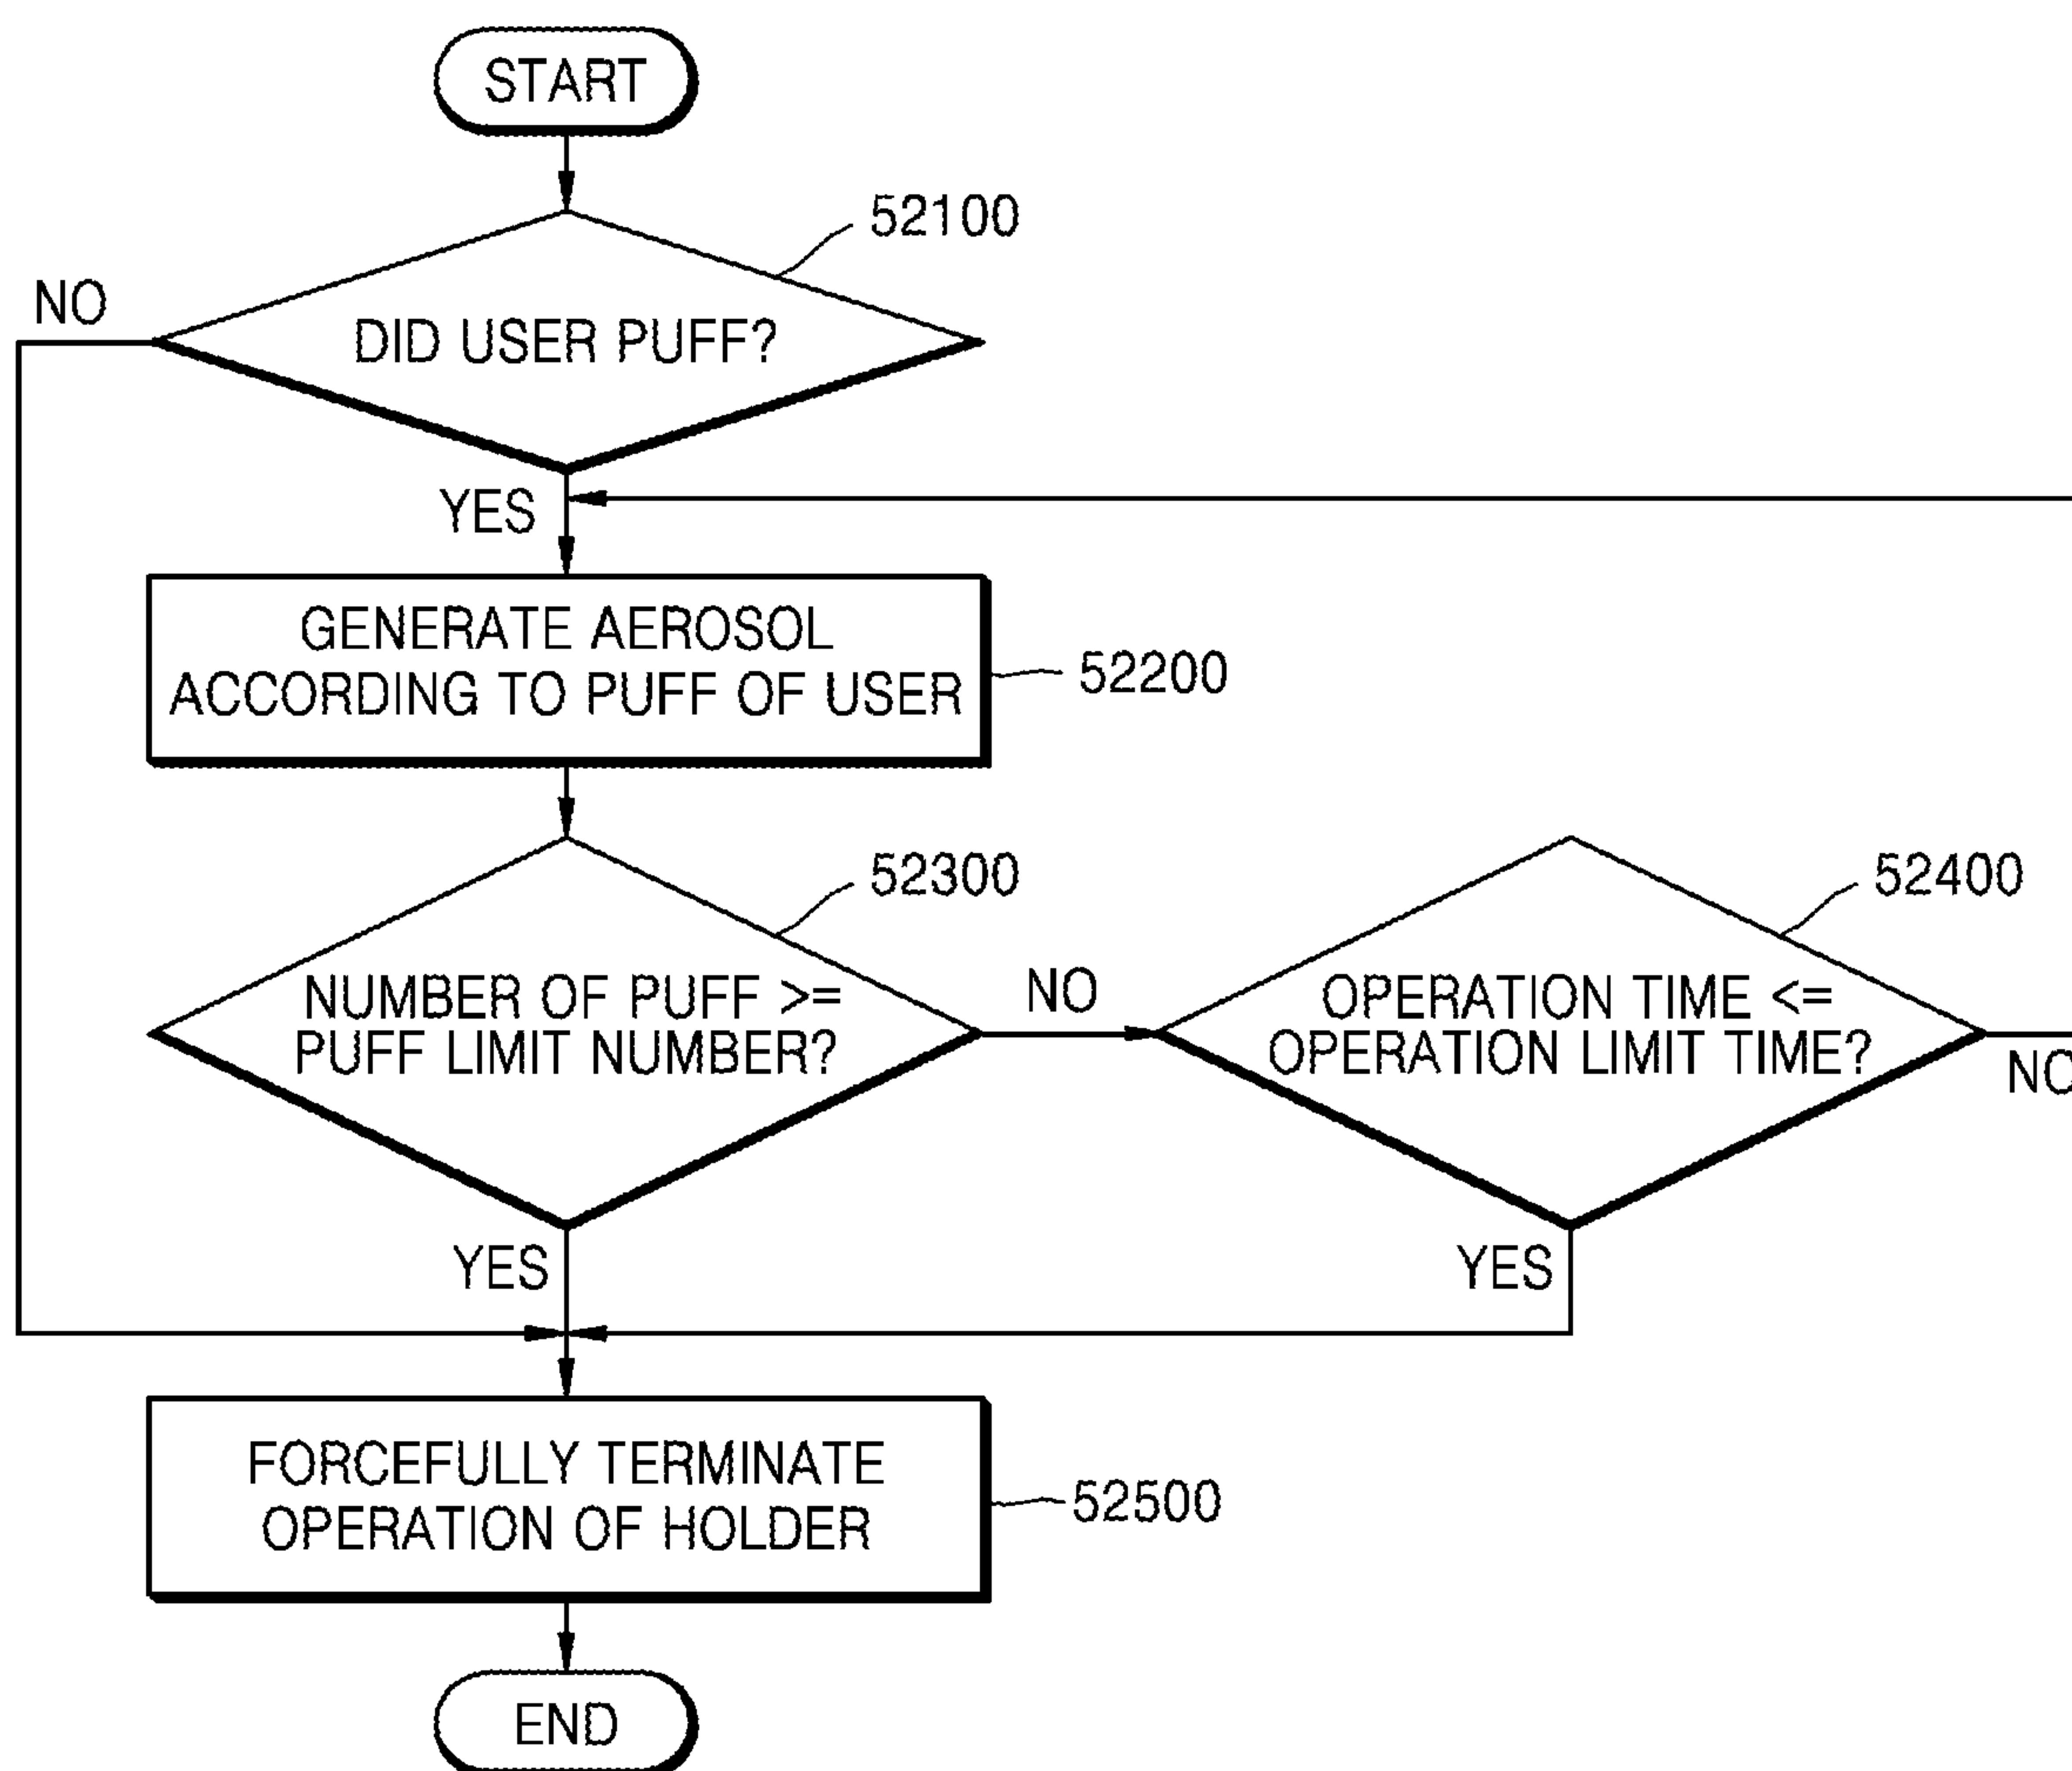 START
52100
NO
DID USER PUFF?
YES
GENERATE AEROSOL
ACCORDING TO PUFF OF USER
52200
52300
NUMBER OF PUFF >=
PUFF LIMIT NUMBER?
NO
52400
OPERATION TIME <=
OPERATION LIMIT TIME?
NO
YES
YES
FORCEFULLY TERMINATE
OPERATION OF HOLDER
52500
END